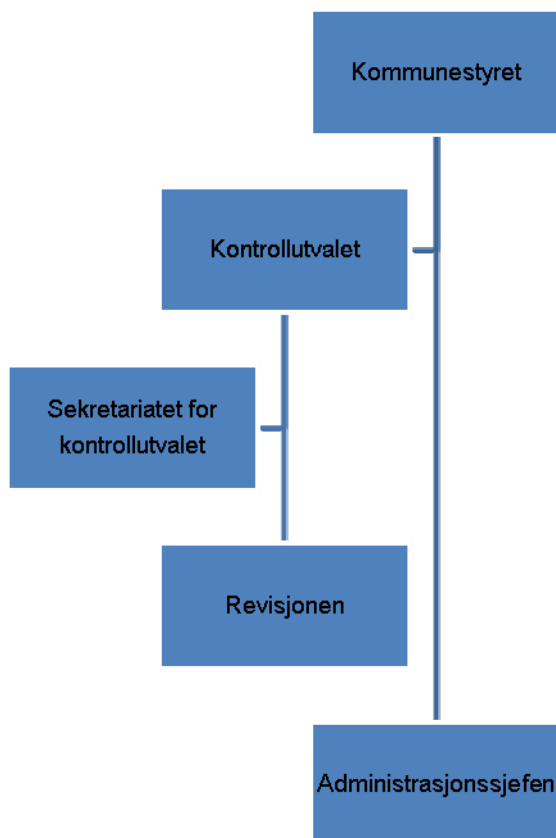 Kommunestyret
Kontrollutvalet
Sekretariatet for
kontrollutvalet
Revisjonen
Administrasjonssjefen